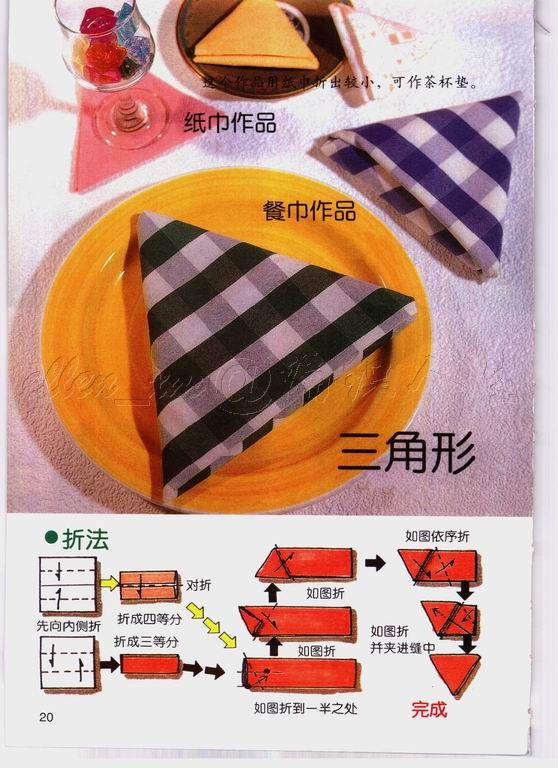 这个作品用纸巾折出较小，可作茶杯垫。
纸巾作品
餐巾作品
三角形
●折法
先向内侧折
折成四等分
对折
折成三等分
如图折到一半之处
如图折
如图折
如图依序折
如图折
并夹进缝中
完成
20